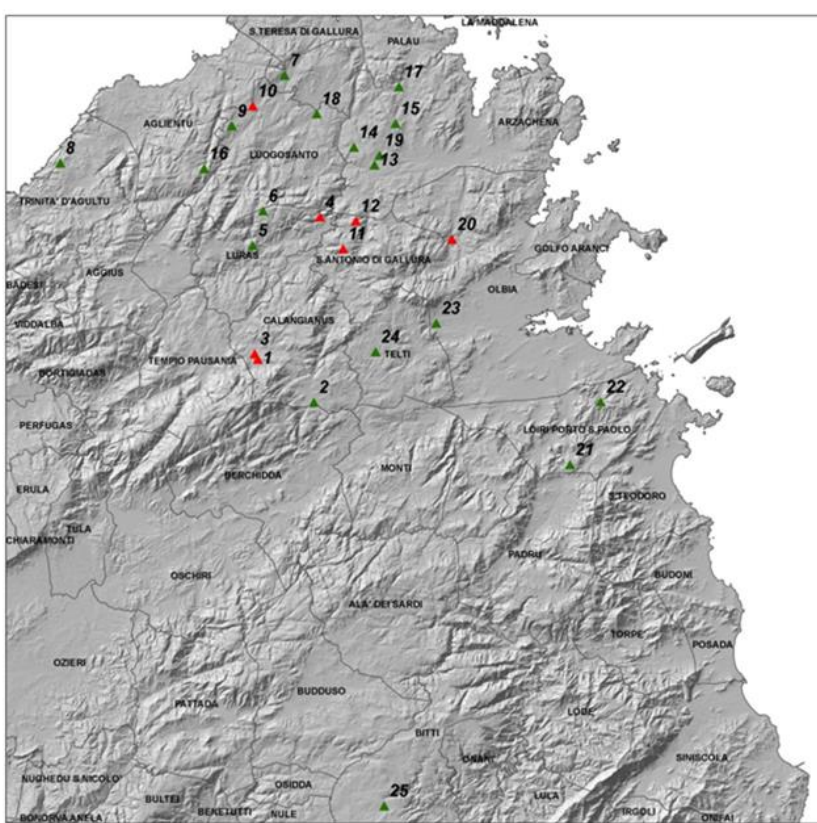 LA MADDALENA
S.TERESA DI GALLURA
PALAU
7
17
10
18
9
15
AGLIENTU
ARZACHENA
14
19
8
LUOGOSANTO
13
16
TRINITA' D'AGULTU
6
4
12
5
11
20
LURAS
S.ANTONIO DI GALLURA
GOLFO ARANCI
AGGIUS
BADESI
OLBIA
VIDDALBA
CALANGIANUS
23
3
24
TEMPIO PAUSANIA
1
TELTI
BORTIGIADAS
2
22
PERFUGAS
LOIRI PORTO S.PAOLO
21
BERCHIDDA
MONTI
ERULA
S.TEODORO
TULA
CHIARAMONTI
PADRU
OSCHIRI
BUDONI
ALA' DEI SARDI
TORPE'
POSADA
OZIERI
BUDDUSO
PATTADA
LODE'
BITTI
ONANI'
SINISCOLA
NUGHEDU S.NICOLO'
OSIDDA
25
BULTEI
LULA
BENETUTTI
NULE
IRGOLI
BONORVA
ANELA
ONIFAI